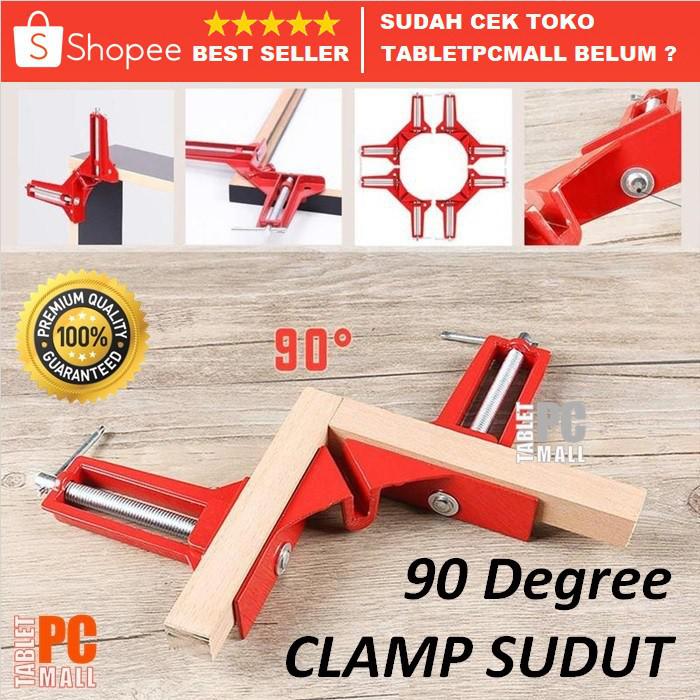 Shopee
BEST SELLER
SUDAH CEK TOKO
TABLETPCMALL BELUM ?
PREMIUM QUALITY
100%
GUARANTEED
90°
TABLET
PC
MALL
90 Degree
CLAMP SUDUT
TABLET
PC
MALL